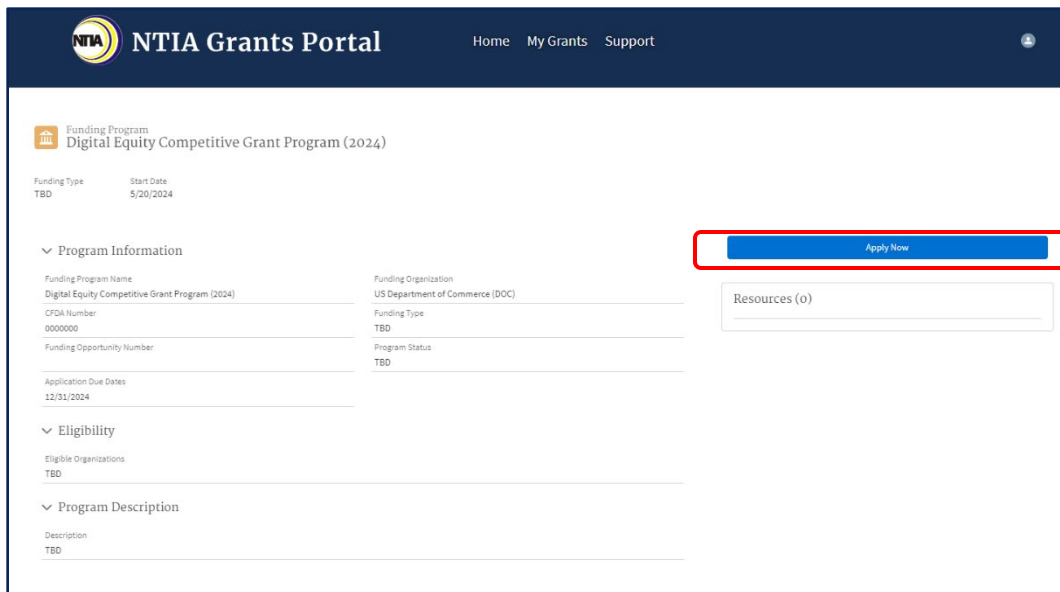 NTIA
NTIA Grants Portal
Home My Grants Support
Funding Program
Digital Equity Competitive Grant Program (2024)
Funding Type Start Date
TBD 5/20/2024
Program Information
Apply Now
Funding Program Name Funding Organization
Digital Equity Competitive Grant Program (2024) US Department of Commerce (DOC)
Resources (0)
CFDA Number Funding Type
0000000 TBD
Funding Opportunity Number Program Status
TBD
Application Due Dates
12/31/2024
Eligibility
Eligible Organizations
TBD
Program Description
Description
TBD